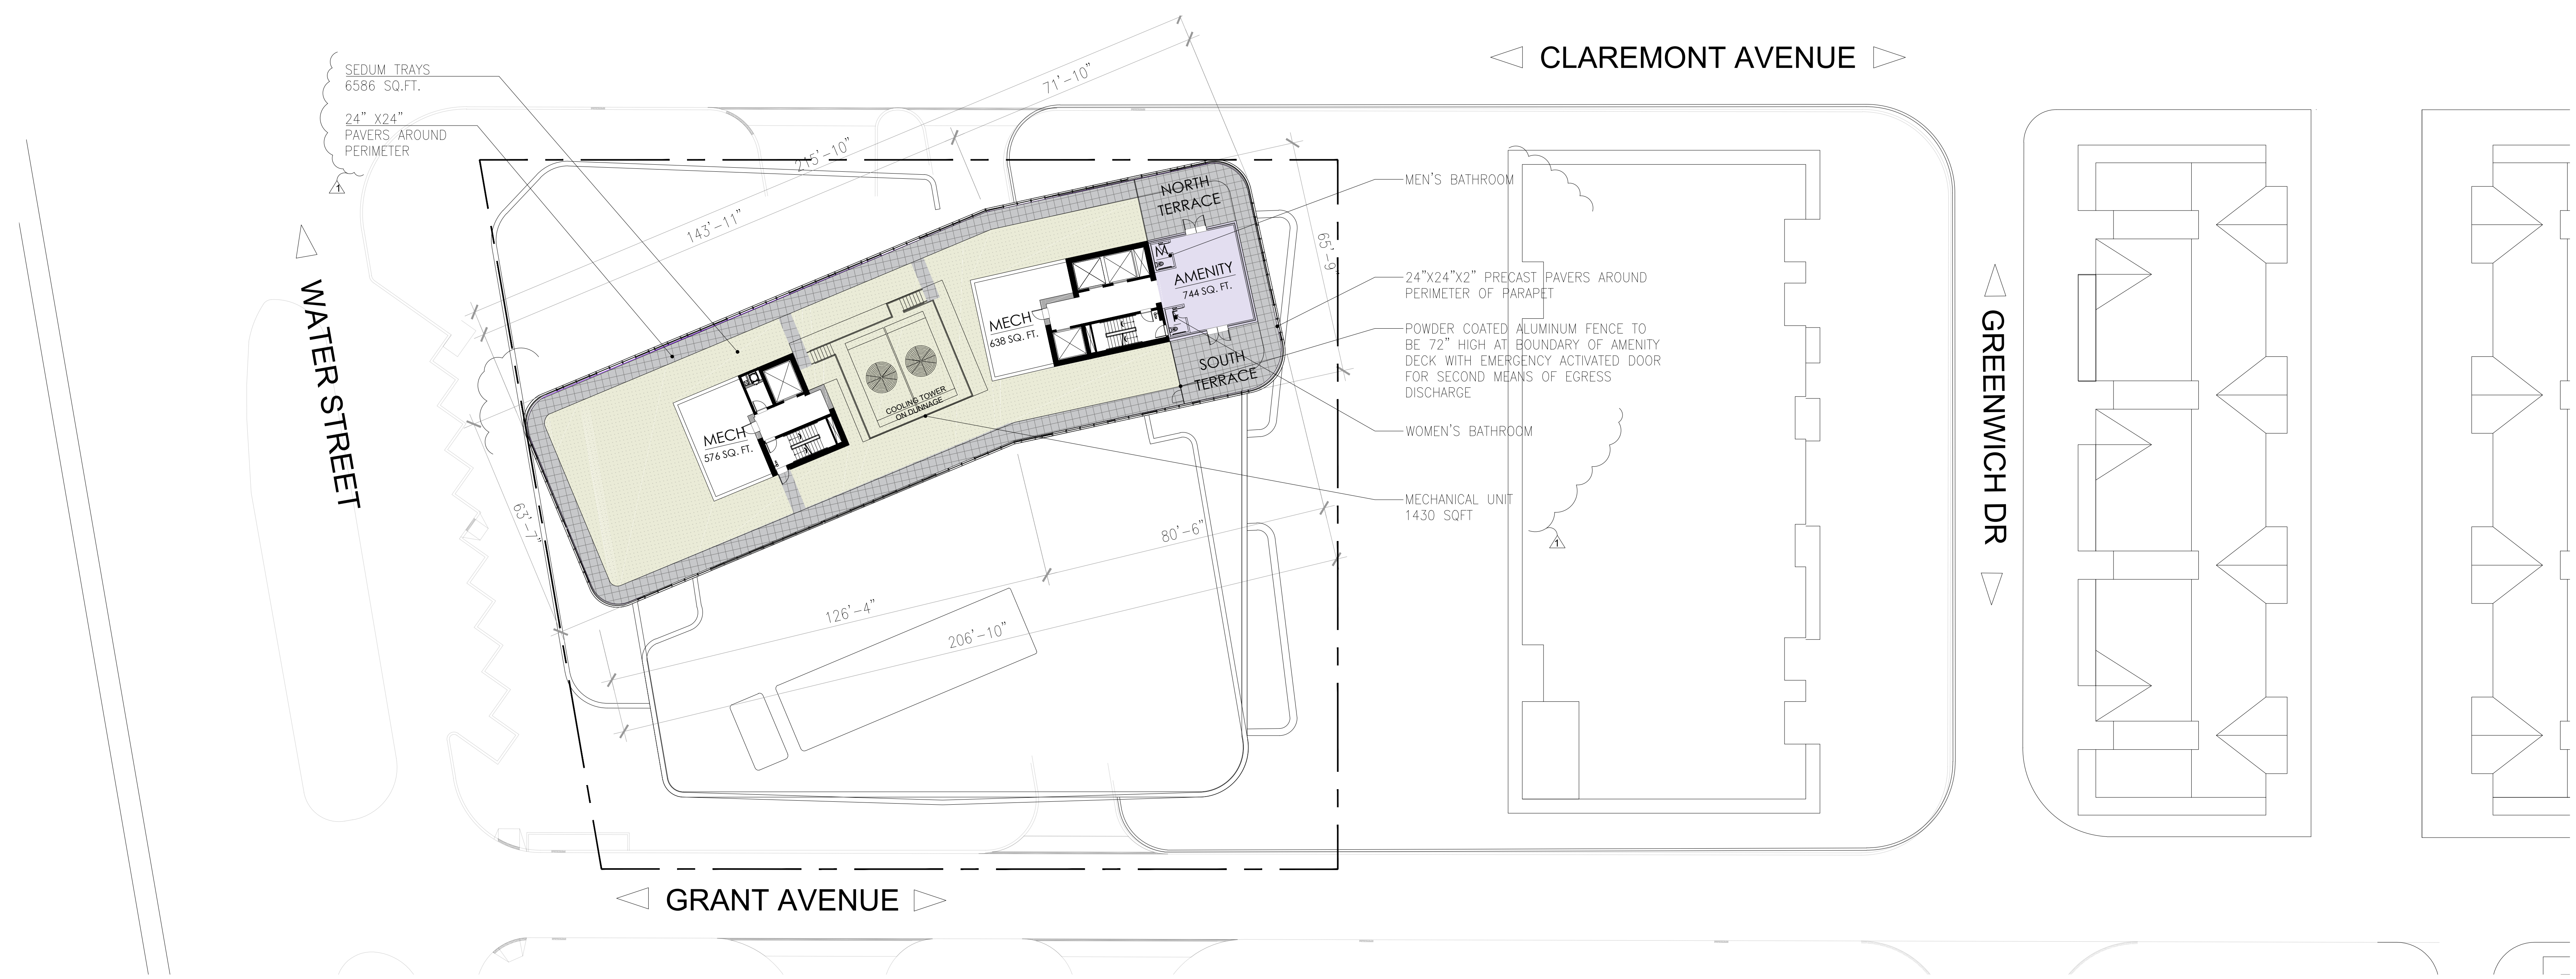 CLAREMONT AVENUE
SEDUM TRAYS
6586 SQ.FT.
24" X24"
PAVERS AROUND
PERIMETER
1
71'-10"
215'-10"
143'-11"
65'-9"
NORTH
TERRACE
M
AMENITY
744 SQ. FT.
MECH
638 SQ. FT.
SOUTH
TERRACE
COOLING TOWER
ON DUNNAGE
MECH
576 SQ. FT.
MEN'S BATHROOM
24"X24"X2" PRECAST PAVERS AROUND
PERIMETER OF PARAPET
POWDER COATED ALUMINUM FENCE TO
BE 72" HIGH AT BOUNDARY OF AMENITY
DECK WITH EMERGENCY ACTIVATED DOOR
FOR SECOND MEANS OF EGRESS
DISCHARGE
WOMEN'S BATHROOM
MECHANICAL UNIT
1430 SQFT
1
WATER STREET
GREENWICH DR
63'-7"
80'-6"
126'-4"
206'-10"
GRANT AVENUE